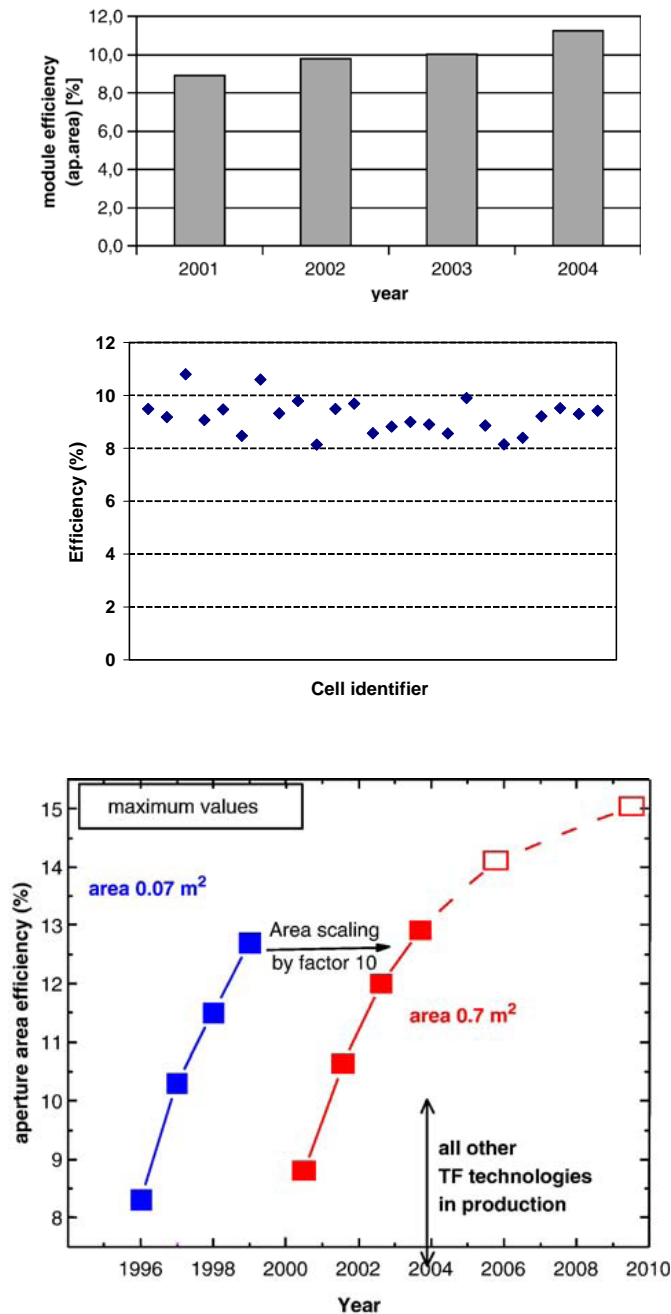 module efficiency
(ap.area) [%]
12,0
10,0
8,0
6,0
4,0
2,0
0,0
2001 2002 2003 2004
year
Efficiency (%)
12
10
8
6
4
2
0
Cell identifier
aperture area efficiency (%)
maximum values
15
area 0.07 m²
14
13
Area scaling
by factor 10
12
area 0.7 m²
11
10
all other
TF technologies
in production
9
8
1996 1998 2000 2002 2004 2006 2008 2010
Year